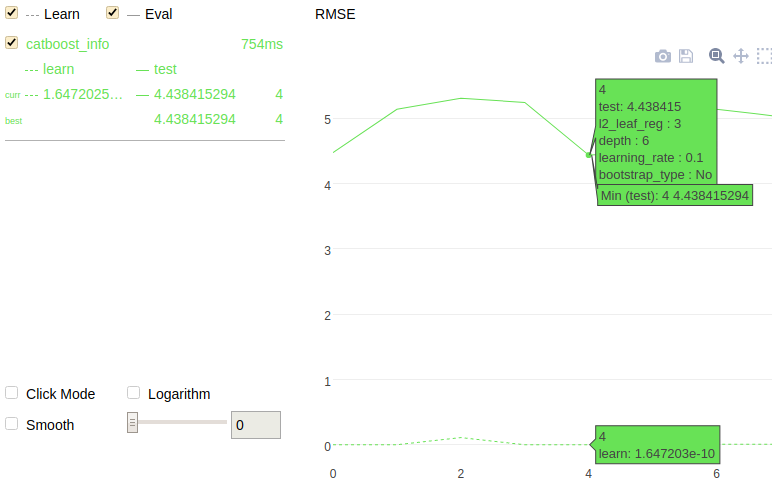 Learn Eval
catboost_info 754ms
learn test
curr 1.6472025... 4.438415294 4
best 4.438415294 4
Click Mode Logarithm
Smooth 0
RMSE
5
4
3
2
1
0
0 2 4 6
4
test: 4.438415
l2_leaf_reg : 3
depth : 6
learning_rate : 0.1
bootstrap_type : No
Min (test): 4 4.438415294
4
learn: 1.647203e-10